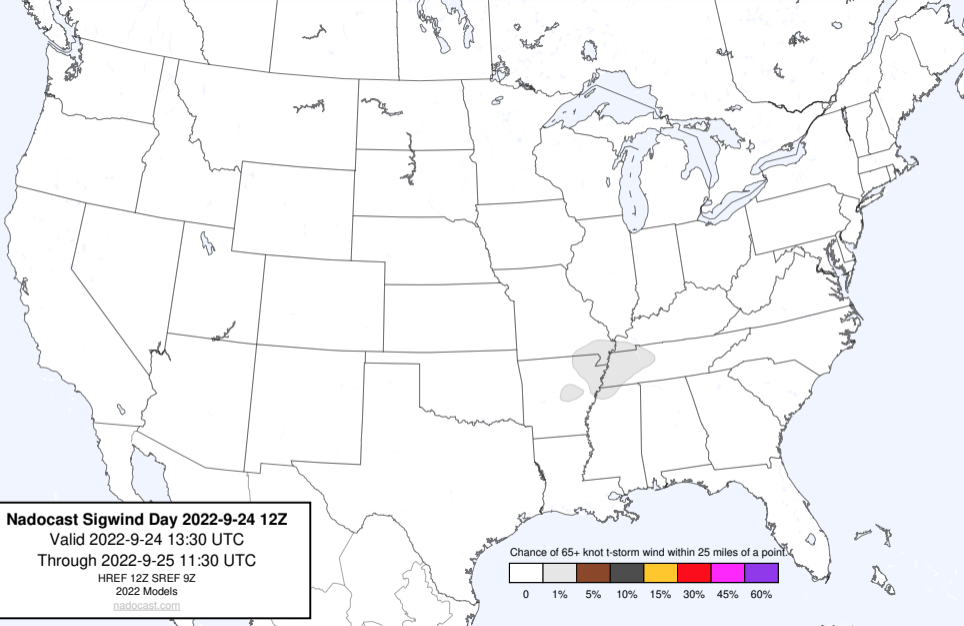 Nadocast Sigwind Day 2022-9-24 12Z
Valid 2022-9-24 13:30 UTC
Through 2022-9-25 11:30 UTC
HREF 12Z SREF 9Z
2022 Models
nadocast.com
Chance of 65+ knot t-storm wind within 25 miles of a point.
0 1% 5% 10% 15% 30% 45% 60%